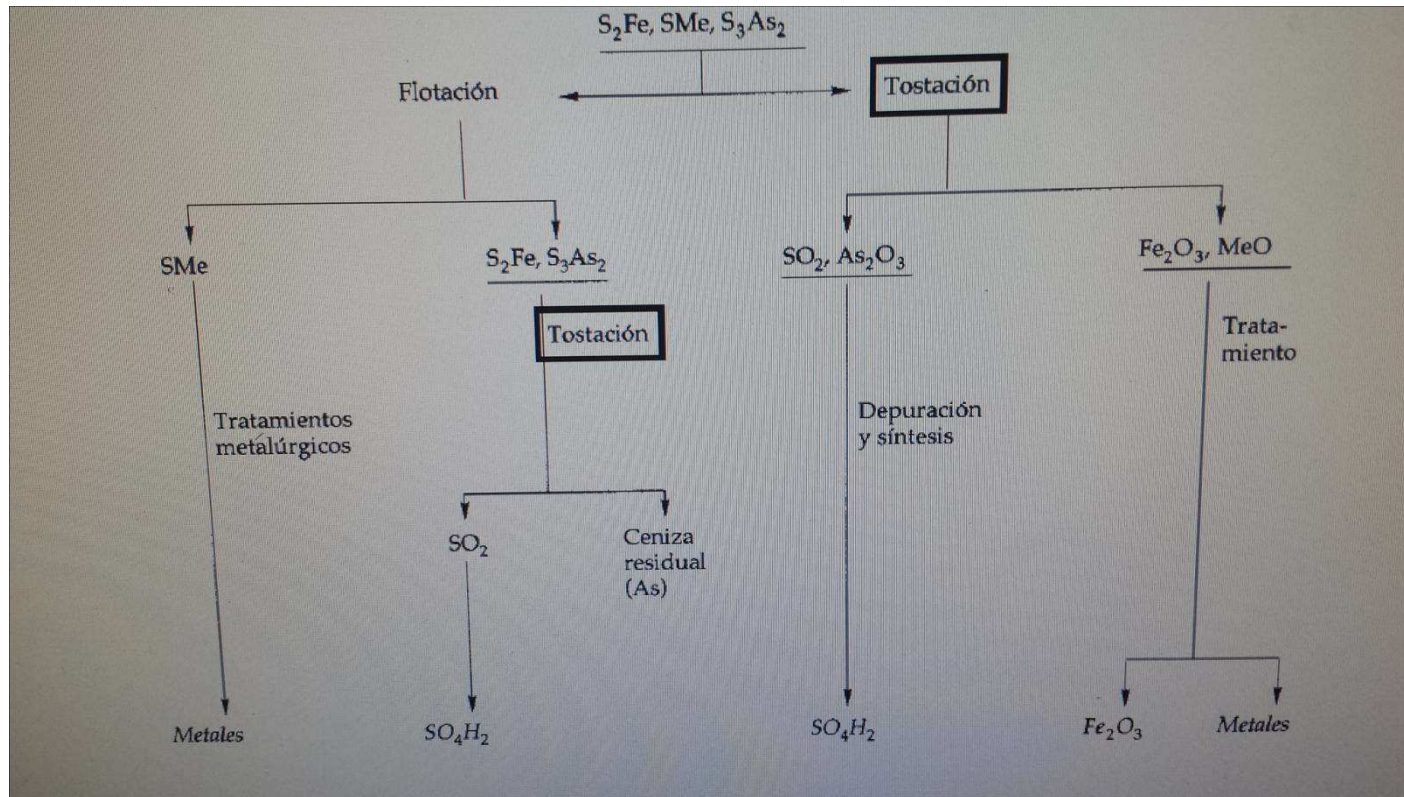 S₂Fe, SMe, S₃As₂
Flotación
Tostación
SMe
S₂Fe, S₃As₂
SO₂, As₂O₃
Fe₂O₃, MeO
Tostación
Trata-
miento
Tratamientos
metalúrgicos
Depuración
y síntesis
SO₂
Ceniza
residual
(As)
Metales
SO₄H₂
SO₄H₂
Fe₂O₃
Metales